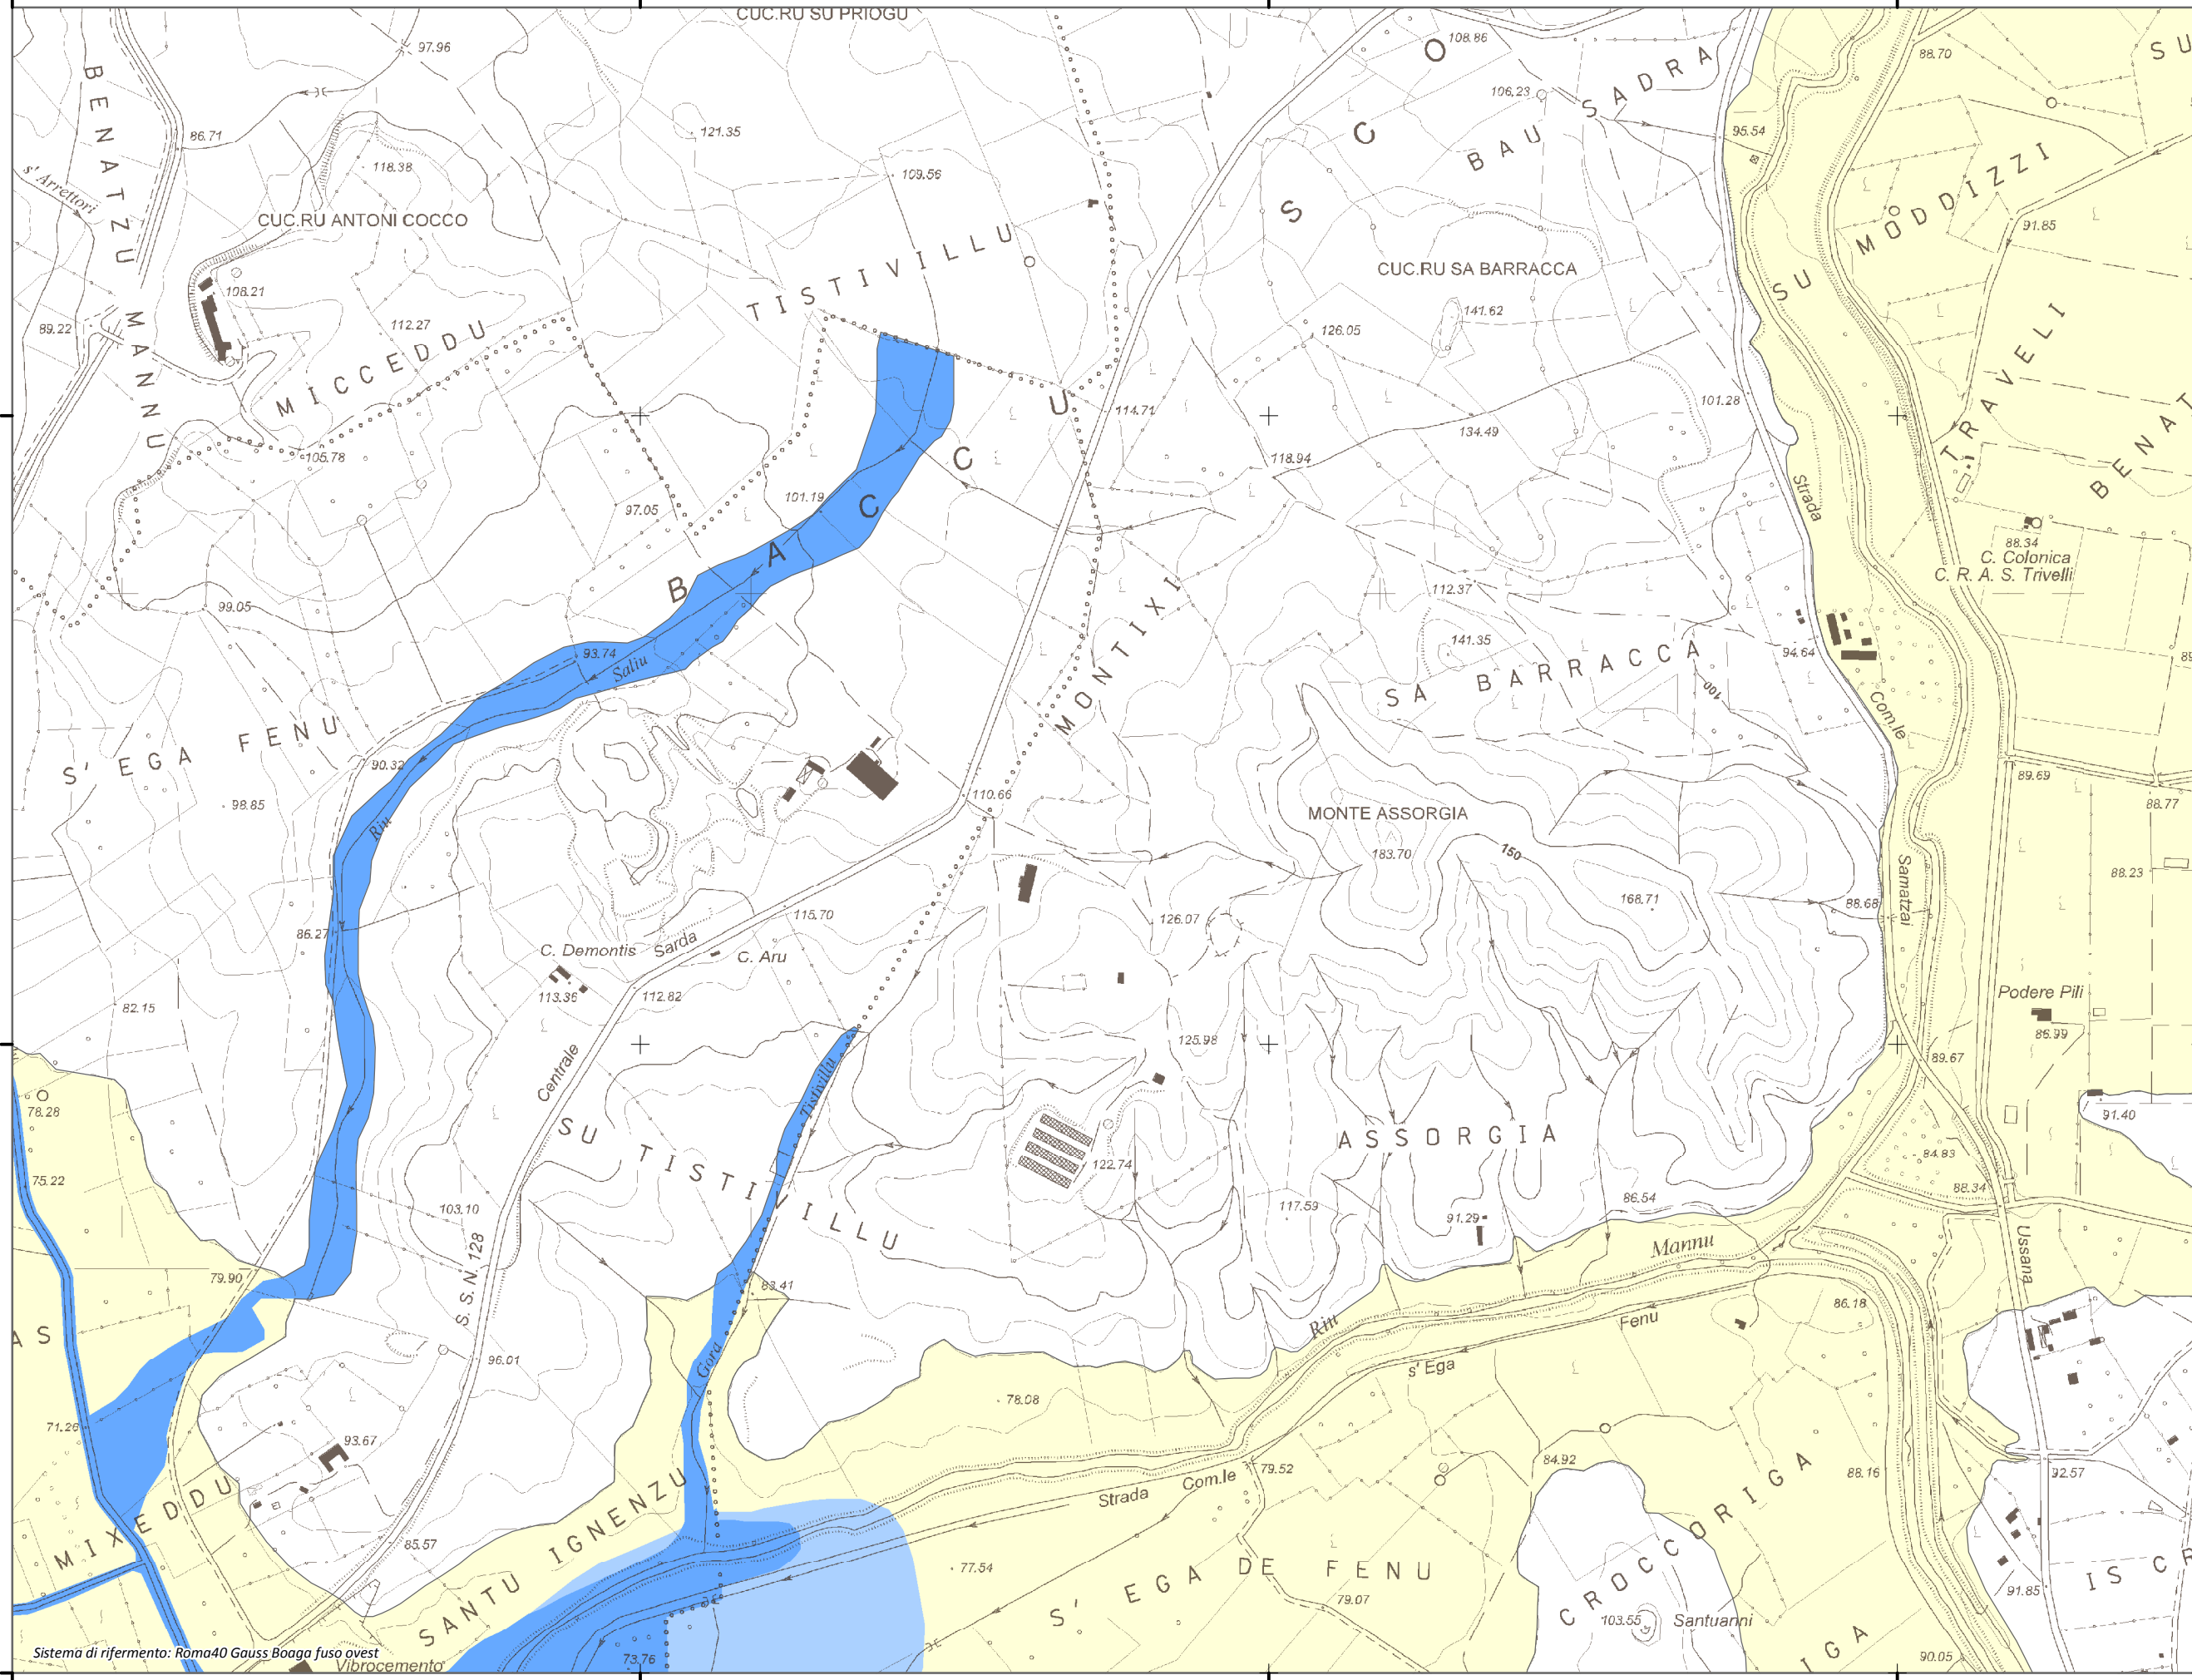 CUC.RU SU PRIOGU
97.96
108.86
88.70
SU
BENATZU MANNU
86.71
121.35
106.23
BAU SADRA
95.54
s' Arrettori
118.38
109.56
SU MODDIZZI
CUC.RU ANTONI COCCO
91.85
TISTIVILLU
CUC.RU SA BARRACCA
108.21
141.62
89.22
112.27
126.05
MICCEDDU
TRAVELI
BACCU SCO
114.71
101.28
BENAT
134.49
105.78
118.94
101.19
97.05
Strada
88.34
C. Colonica
C. R. A. S. Trivelli
99.05
112.37
MONTIXI
141.35
93.74
Saliu
SA BARRACCA
94.64
89
100
Com.le
S' EGA FENU
90.32
89.69
98.85
110.66
88.77
Riu
MONTE ASSORGIA
183.70
150
88.23
168.71
88.68
Samatzai
115.70
126.07
86.27
C. Demontis
Sarda
C. Aru
113.36
112.82
82.15
Podere Pili
86.99
125.98
89.67
Centrale
78.28
91.40
Tistivillu
SU TISTIVILLU
ASSORGIA
84.83
122.74
75.22
88.34
86.54
103.10
117.59
91.29
S. S. N. 128
Mannu
Ussana
79.90
83.41
86.18
Riu
Fenu
AS
96.01
Gora
s' Ega
78.08
71.26
93.67
84.92
79.52
88.16
92.57
Com.le
Strada
MIXEDDU
SANTU IGNENZU
CROCCORIGA
85.57
77.54
S' EGA DE FENU
79.07
91.85
IS CR
103.55
Santuanni
IGA
90.05
73.76
Sistema di rifermento: Roma40 Gauss Boaga fuso ovest
Vibrocemento